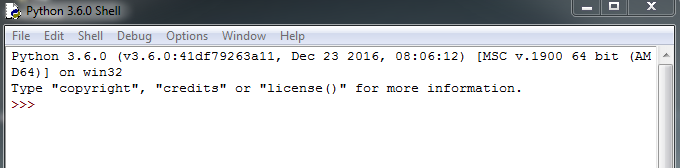 Python 3.6.0 Shell
File Edit Shell Debug Options Window Help
Python 3.6.0 (v3.6.0:41df79263a11, Dec 23 2016, 08:06:12) [MSC v.1900 64 bit (AM
D64)] on win32
Type "copyright", "credits" or "license()" for more information.
>>>